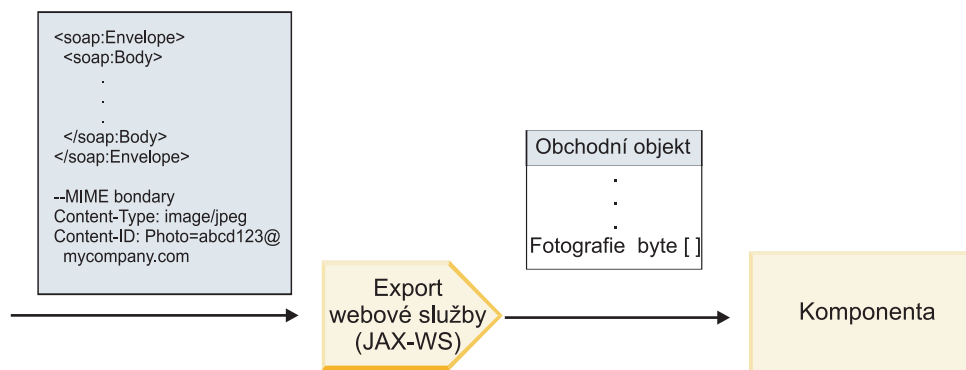 <soap:Envelope>
<soap:Body>
.
.
.
</soap:Body>
</soap:Envelope>
--MIME bondary
Content-Type: image/jpeg
Content-ID: Photo=abcd123@
mycompany.com
Export
webové služby
(JAX-WS)
Obchodní objekt
.
.
.
Fotografie byte [ ]
Komponenta